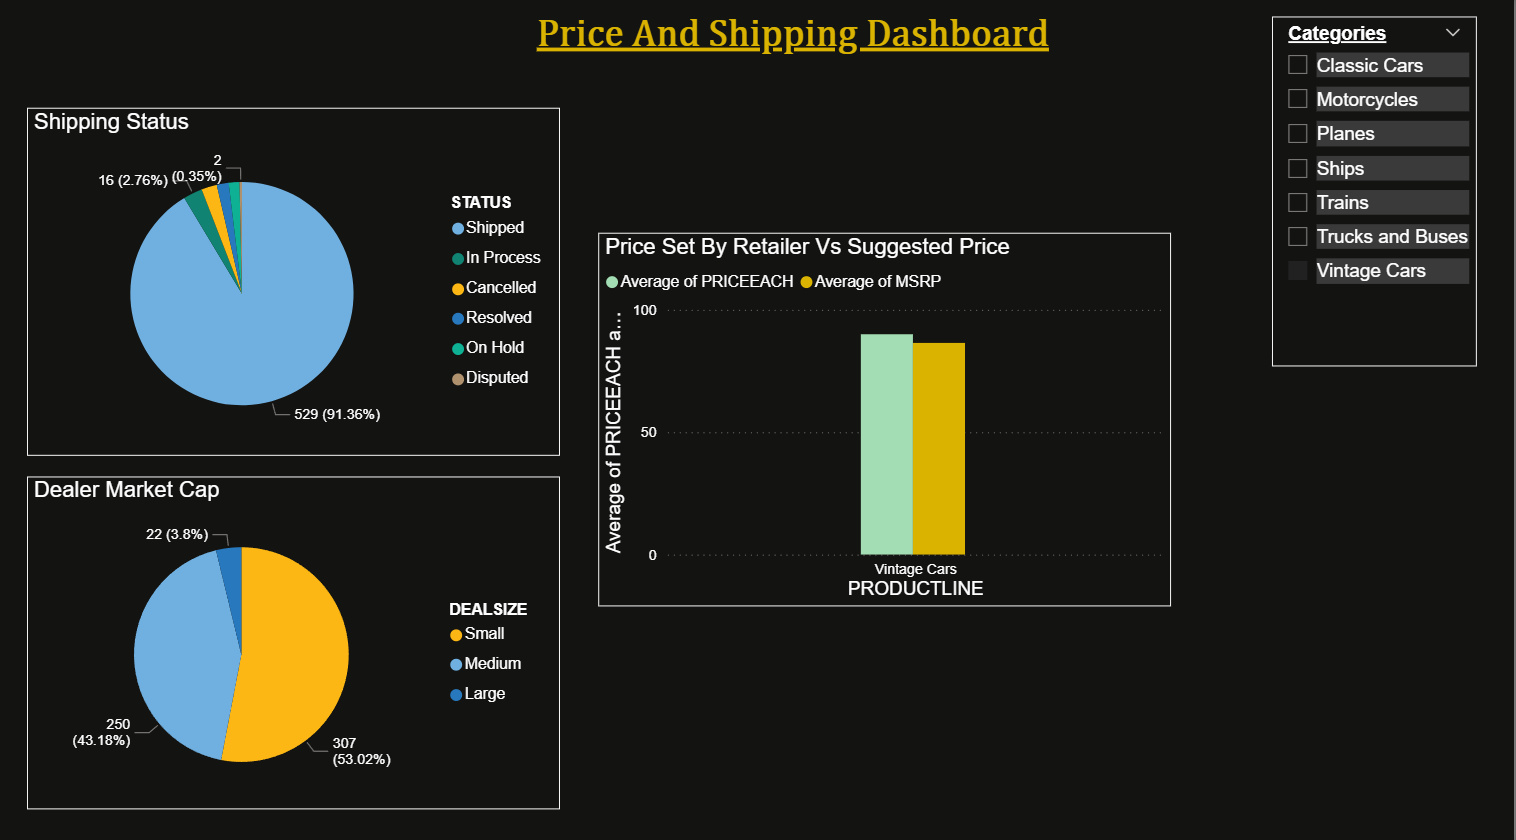 Price And Shipping Dashboard
Categories
Classic Cars
Motorcycles
Planes
Ships
Trains
Trucks and Buses
Vintage Cars
Shipping Status
2
(0.35%)
16 (2.76%)
529 (91.36%)
STATUS
Shipped
In Process
Cancelled
Resolved
On Hold
Disputed
Price Set By Retailer Vs Suggested Price
Average of PRICEEACH Average of MSRP
Average of PRICEEACH a...
100
50
0
Vintage Cars
PRODUCTLINE
Dealer Market Cap
22 (3.8%)
250
(43.18%)
307
(53.02%)
DEALSIZE
Small
Medium
Large